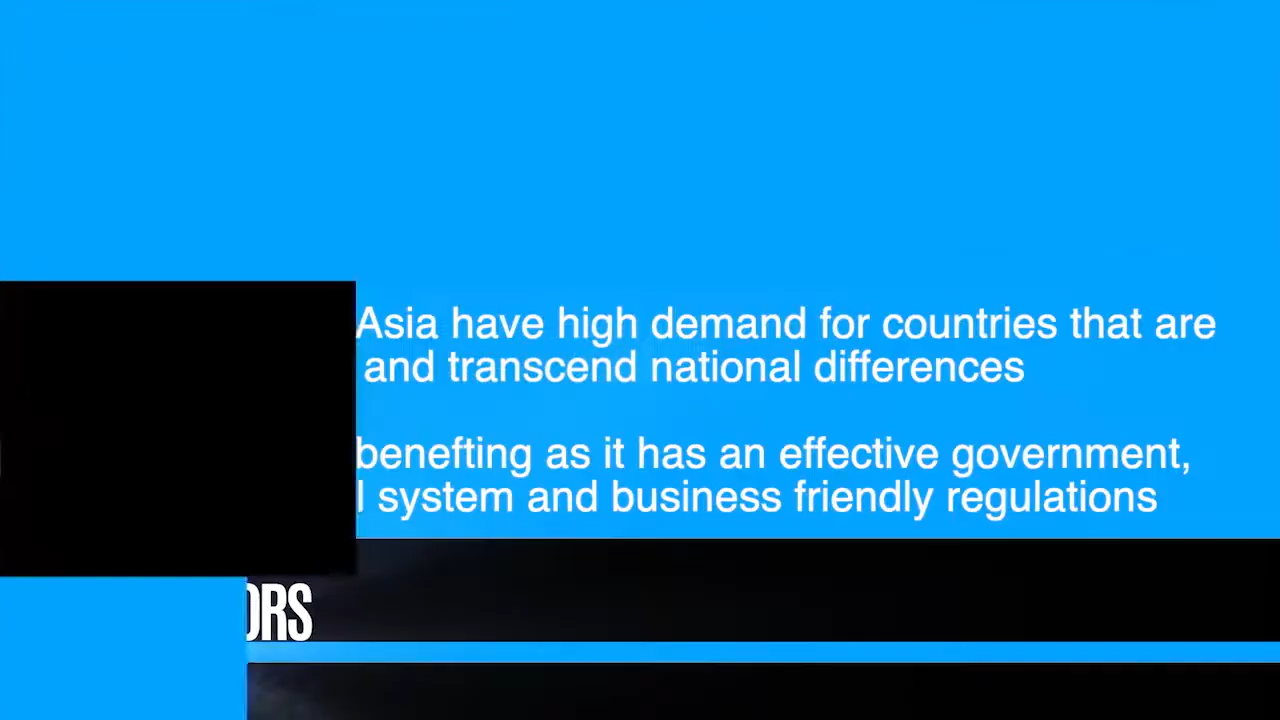 Asia have high demand for countries that are
and transcend national differences
benefting as it has an effective government,
system and business friendly regulations